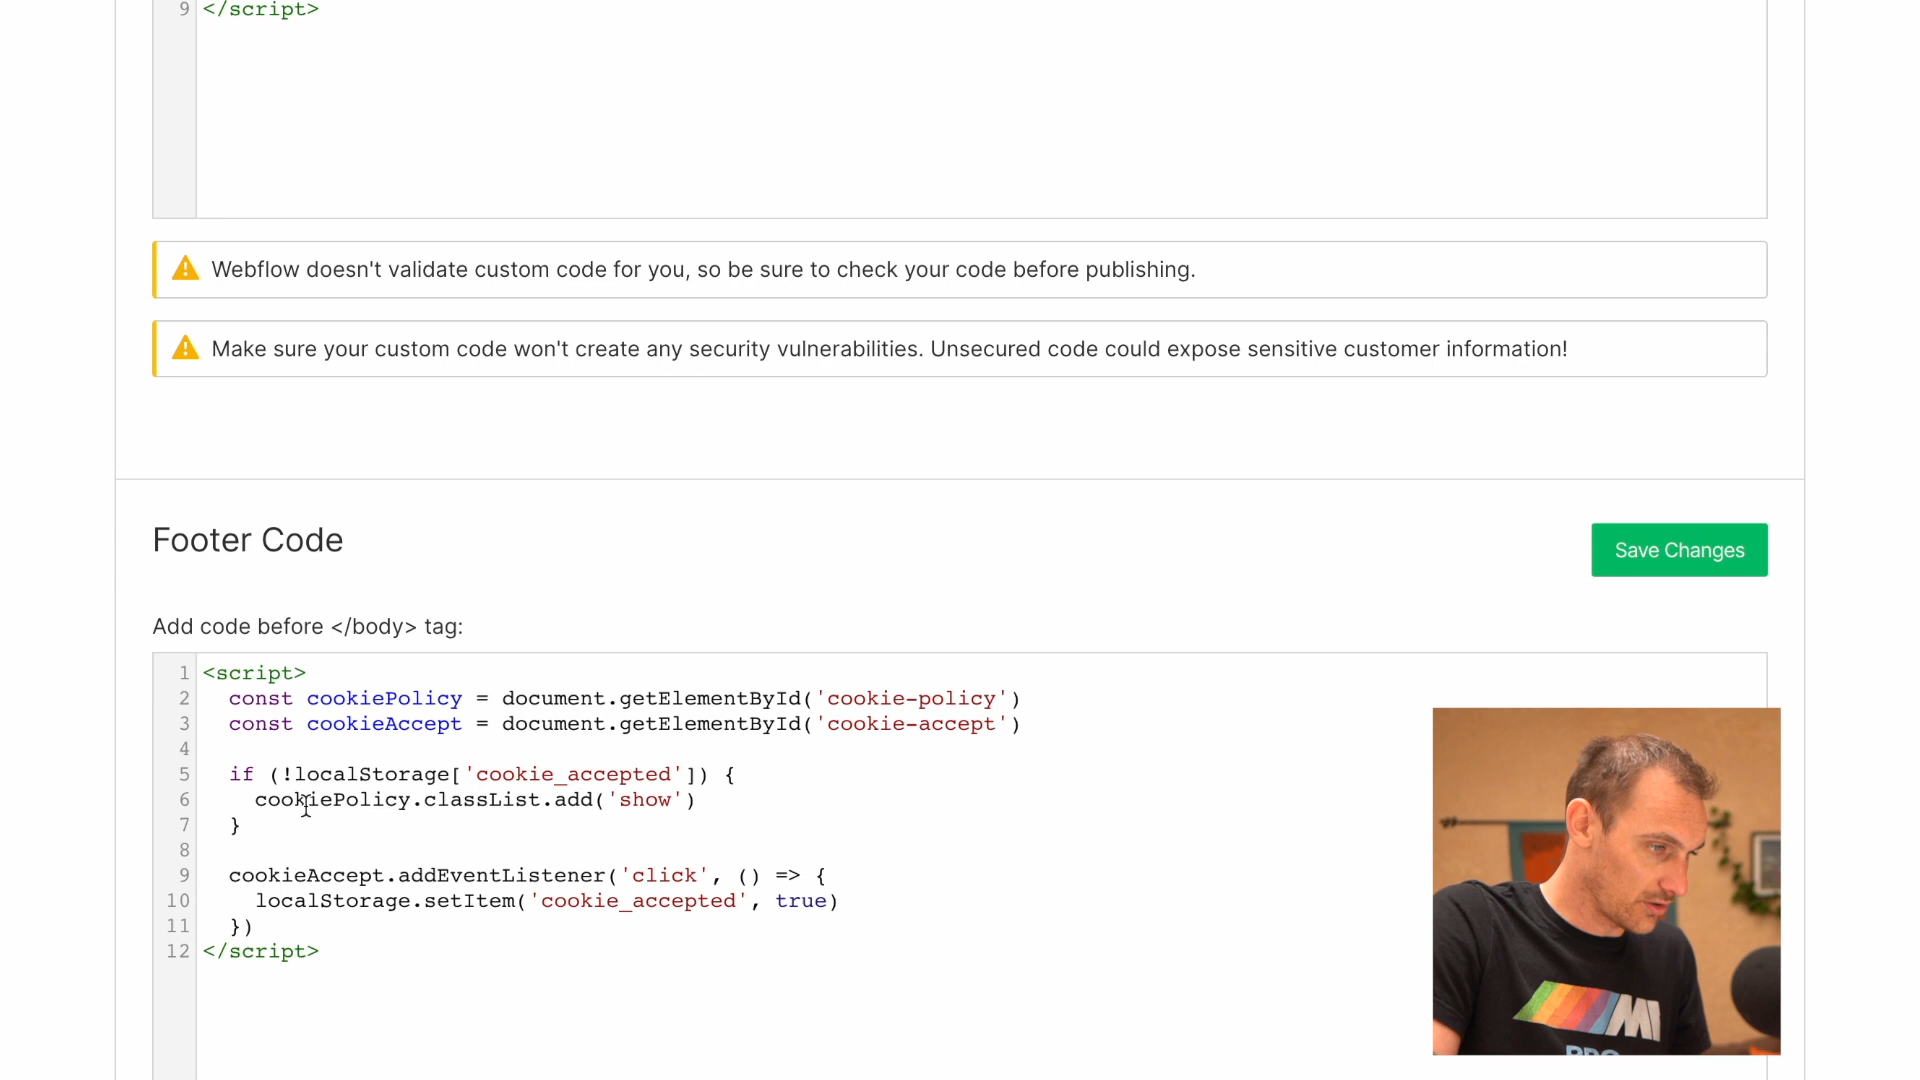 9 </script>
Webflow doesn't validate custom code for you, so be sure to check your code before publishing.
Make sure your custom code won't create any security vulnerabilities. Unsecured code could expose sensitive customer information!
Footer Code
Save Changes
Add code before </body> tag:
1 <script>
2   const cookiePolicy = document.getElementById('cookie-policy')
3   const cookieAccept = document.getElementById('cookie-accept')
4
5   if (!localStorage['cookie_accepted']) {
6     cookiePolicy.classList.add('show')
7   }
8
9   cookieAccept.addEventListener('click', () => {
10     localStorage.setItem('cookie_accepted', true)
11   })
12 </script>
M